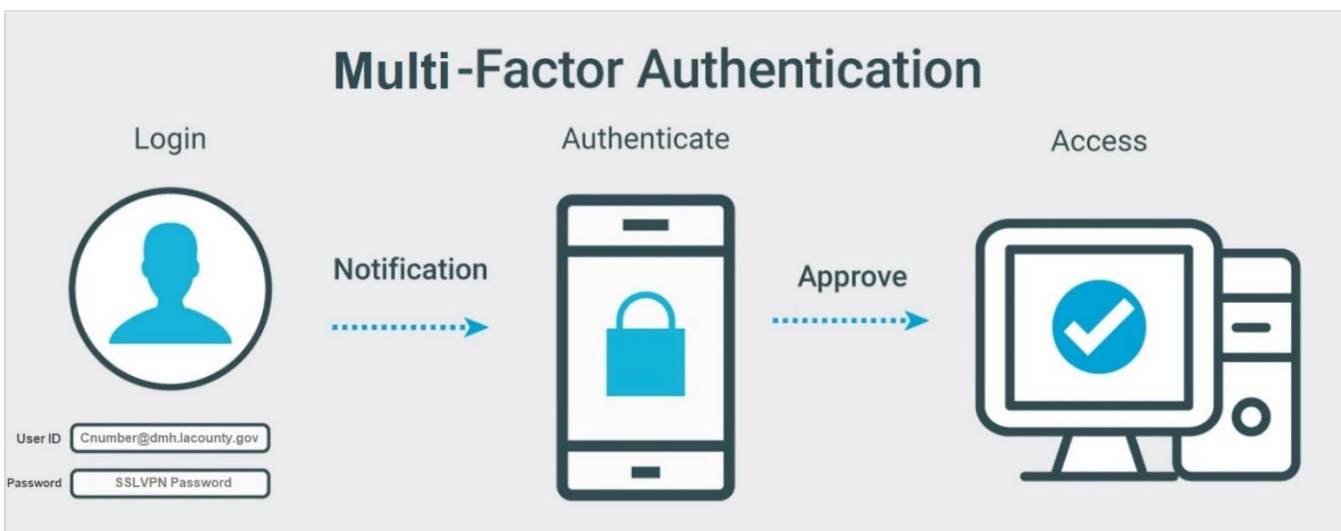 Multi-Factor Authentication
Login
Authenticate
Access
Notification
Approve
User ID Cnumber@dmh.lacounty.gov
Password SSLVPN Password